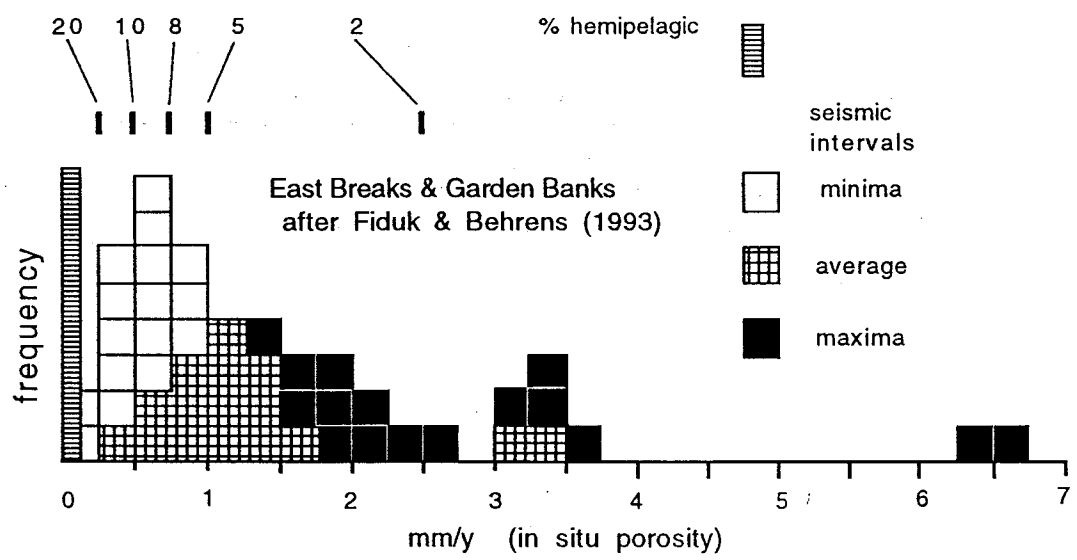 20 10 8 5 2 % hemipelagic
seismic
intervals
East Breaks & Garden Banks
after Fiduk & Behrens (1993)
minima
average
maxima
frequency
0 1 2 3 4 5 6 7
mm/y (in situ porosity)